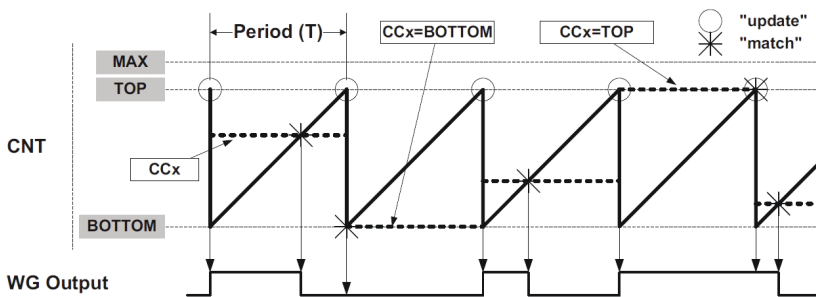 Period (T)
CCx=BOTTOM
CCx=TOP
"update"
"match"
MAX
TOP
CNT
CCx
BOTTOM
WG Output